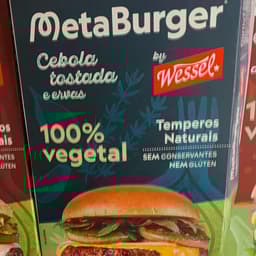 MetaBurger
Cebola
tostada
e ervas
by
Wessel
100%
vegetal
Temperos
Naturais
SEM CONSERVANTES
NEM GLÚTEN